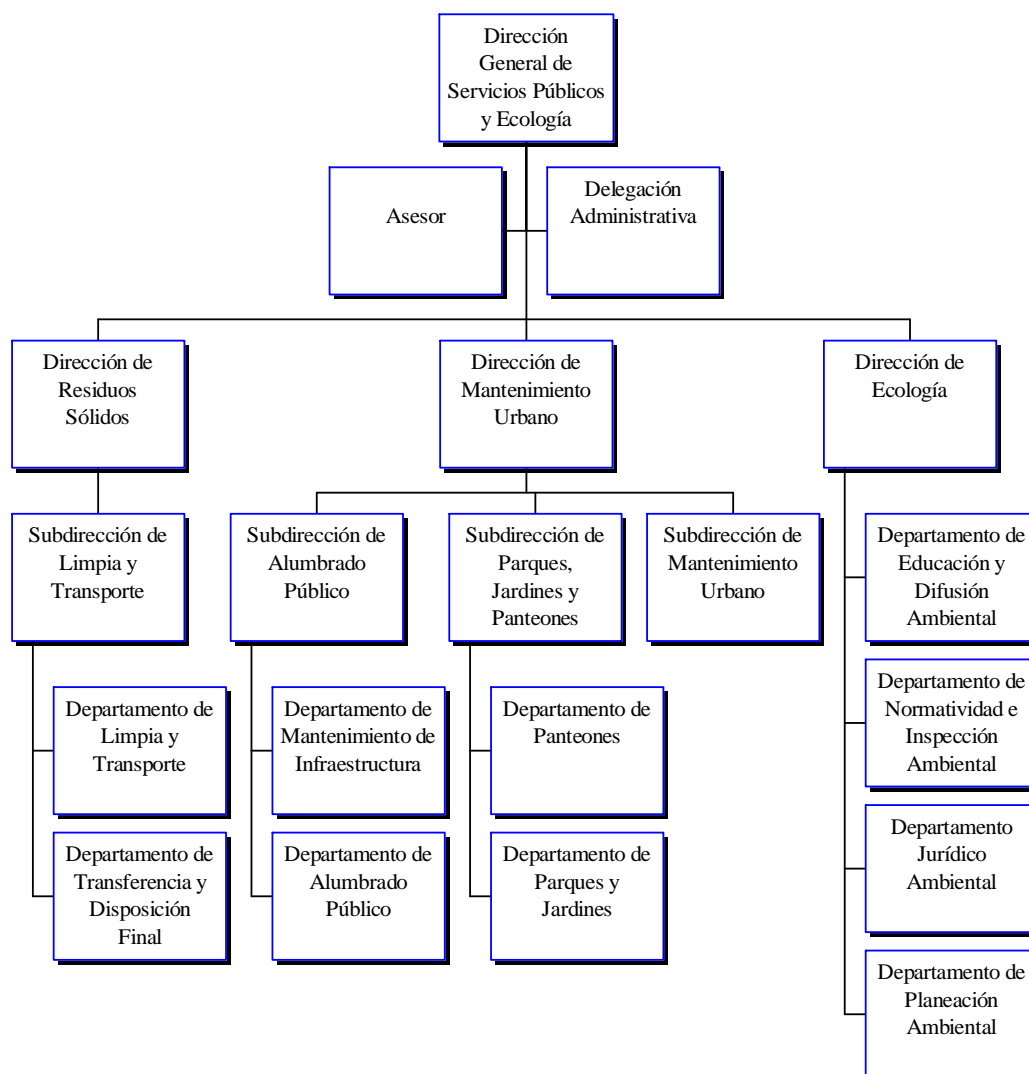 Dirección
General de
Servicios Públicos
y Ecología
Asesor
Delegación
Administrativa
Dirección de
Residuos
Sólidos
Dirección de
Mantenimiento
Urbano
Dirección de
Ecología
Subdirección de
Limpia y
Transporte
Subdirección de
Alumbrado
Público
Subdirección de
Parques,
Jardines y
Panteones
Subdirección de
Mantenimiento
Urbano
Departamento de
Educación y
Difusión
Ambiental
Departamento de
Limpia y
Transporte
Departamento de
Mantenimiento de
Infraestructura
Departamento de
Panteones
Departamento de
Normatividad e
Inspección
Ambiental
Departamento de
Transferencia y
Disposición
Final
Departamento de
Alumbrado
Público
Departamento de
Parques y
Jardines
Departamento
Jurídico
Ambiental
Departamento de
Planeación
Ambiental